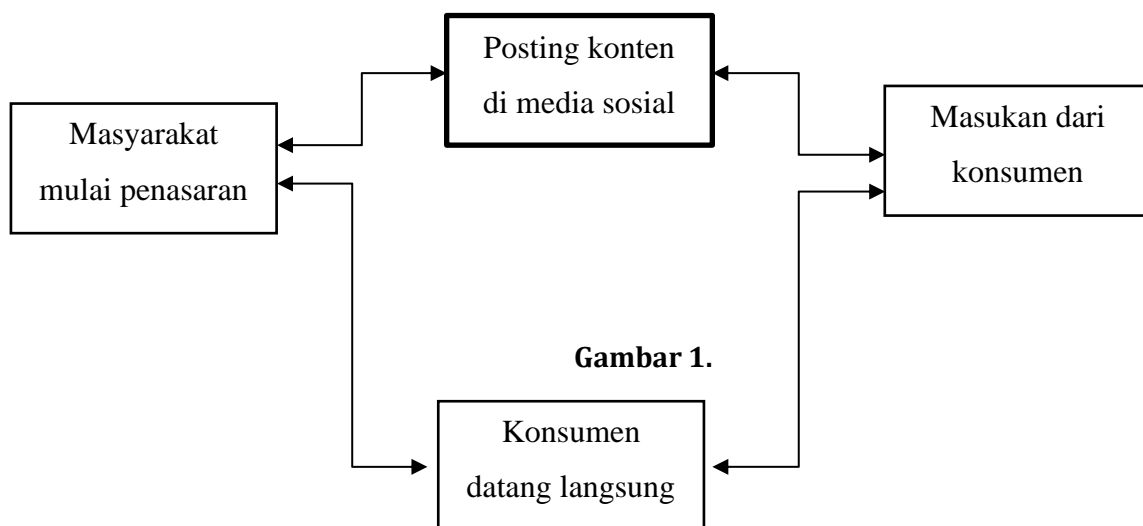 Posting konten
di media sosial
Masyarakat
mulai penasaran
Masukan dari
konsumen
Gambar 1.
Konsumen
datang langsung